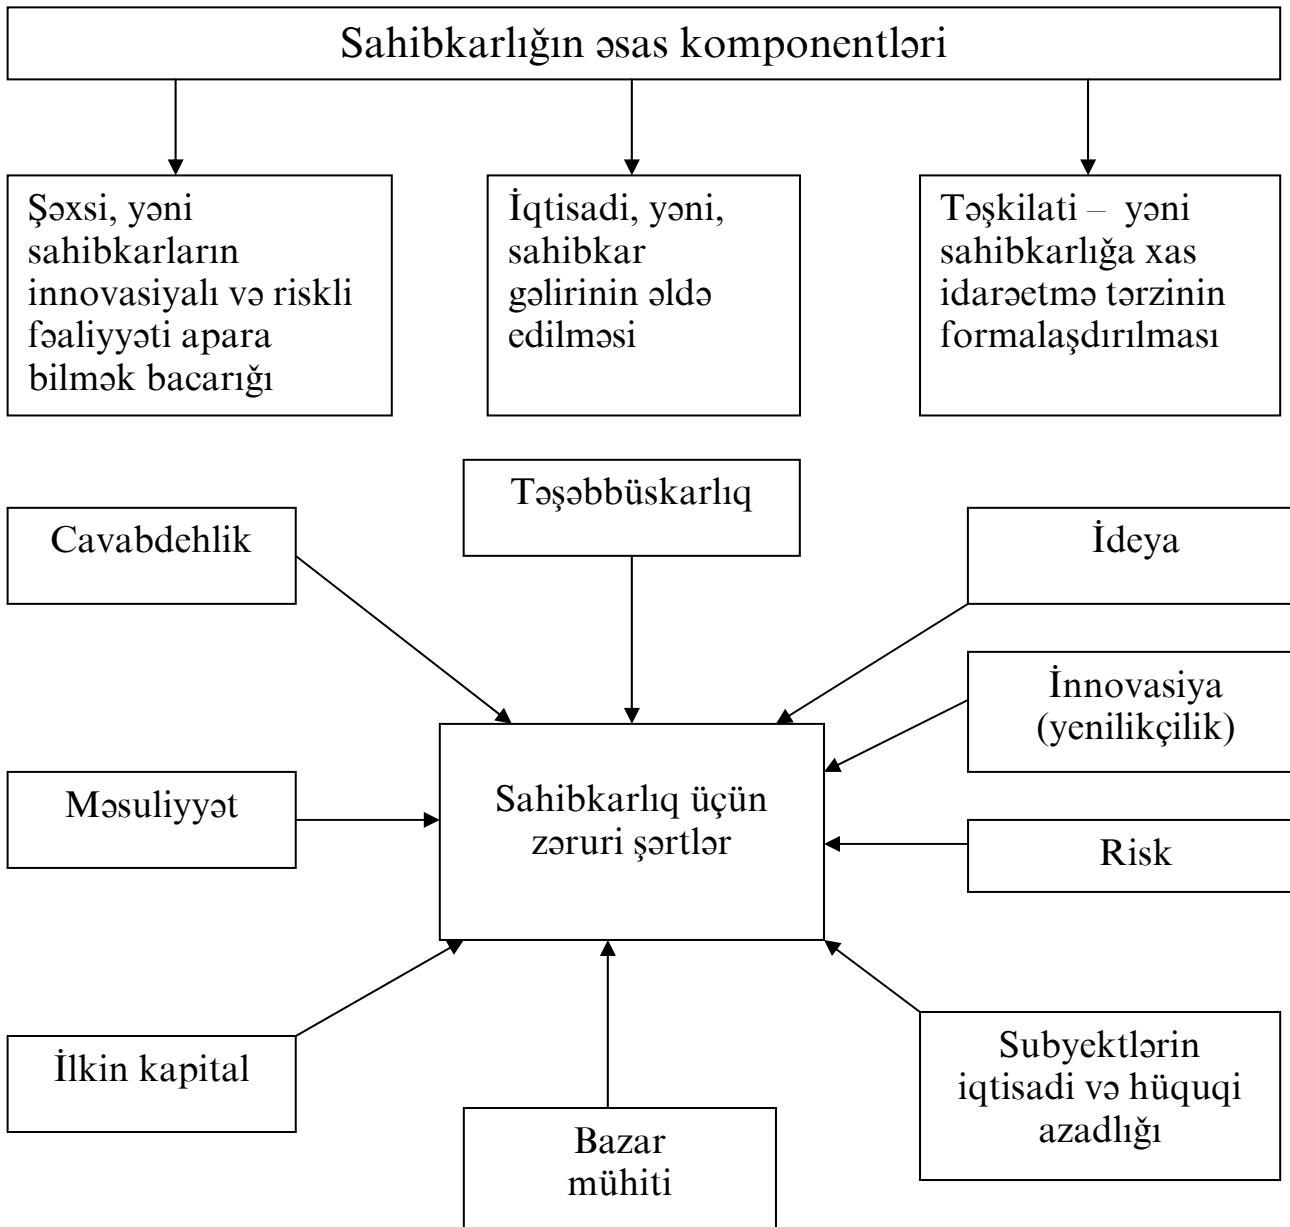 Sahibkarlığın əsas komponentləri
Şəxsi, yəni
sahibkarların
innovasiyalı və riskli
fəaliyyəti apara
bilmək bacarığı
İqtisadi, yəni,
sahibkar
gəlirinin əldə
edilməsi
Təşkilati – yəni
sahibkarlığa xas
idarəetmə tərzinin
formalaşdırılması
Təşəbbüskarlıq
Cavabdehlik
İdeya
İnnovasiya
(yenilikçilik)
Sahibkarlıq üçün
zəruri şərtlər
Məsuliyyət
Risk
İlkin kapital
Subyektlərin
iqtisadi və hüquqi
azadlığı
Bazar
mühiti